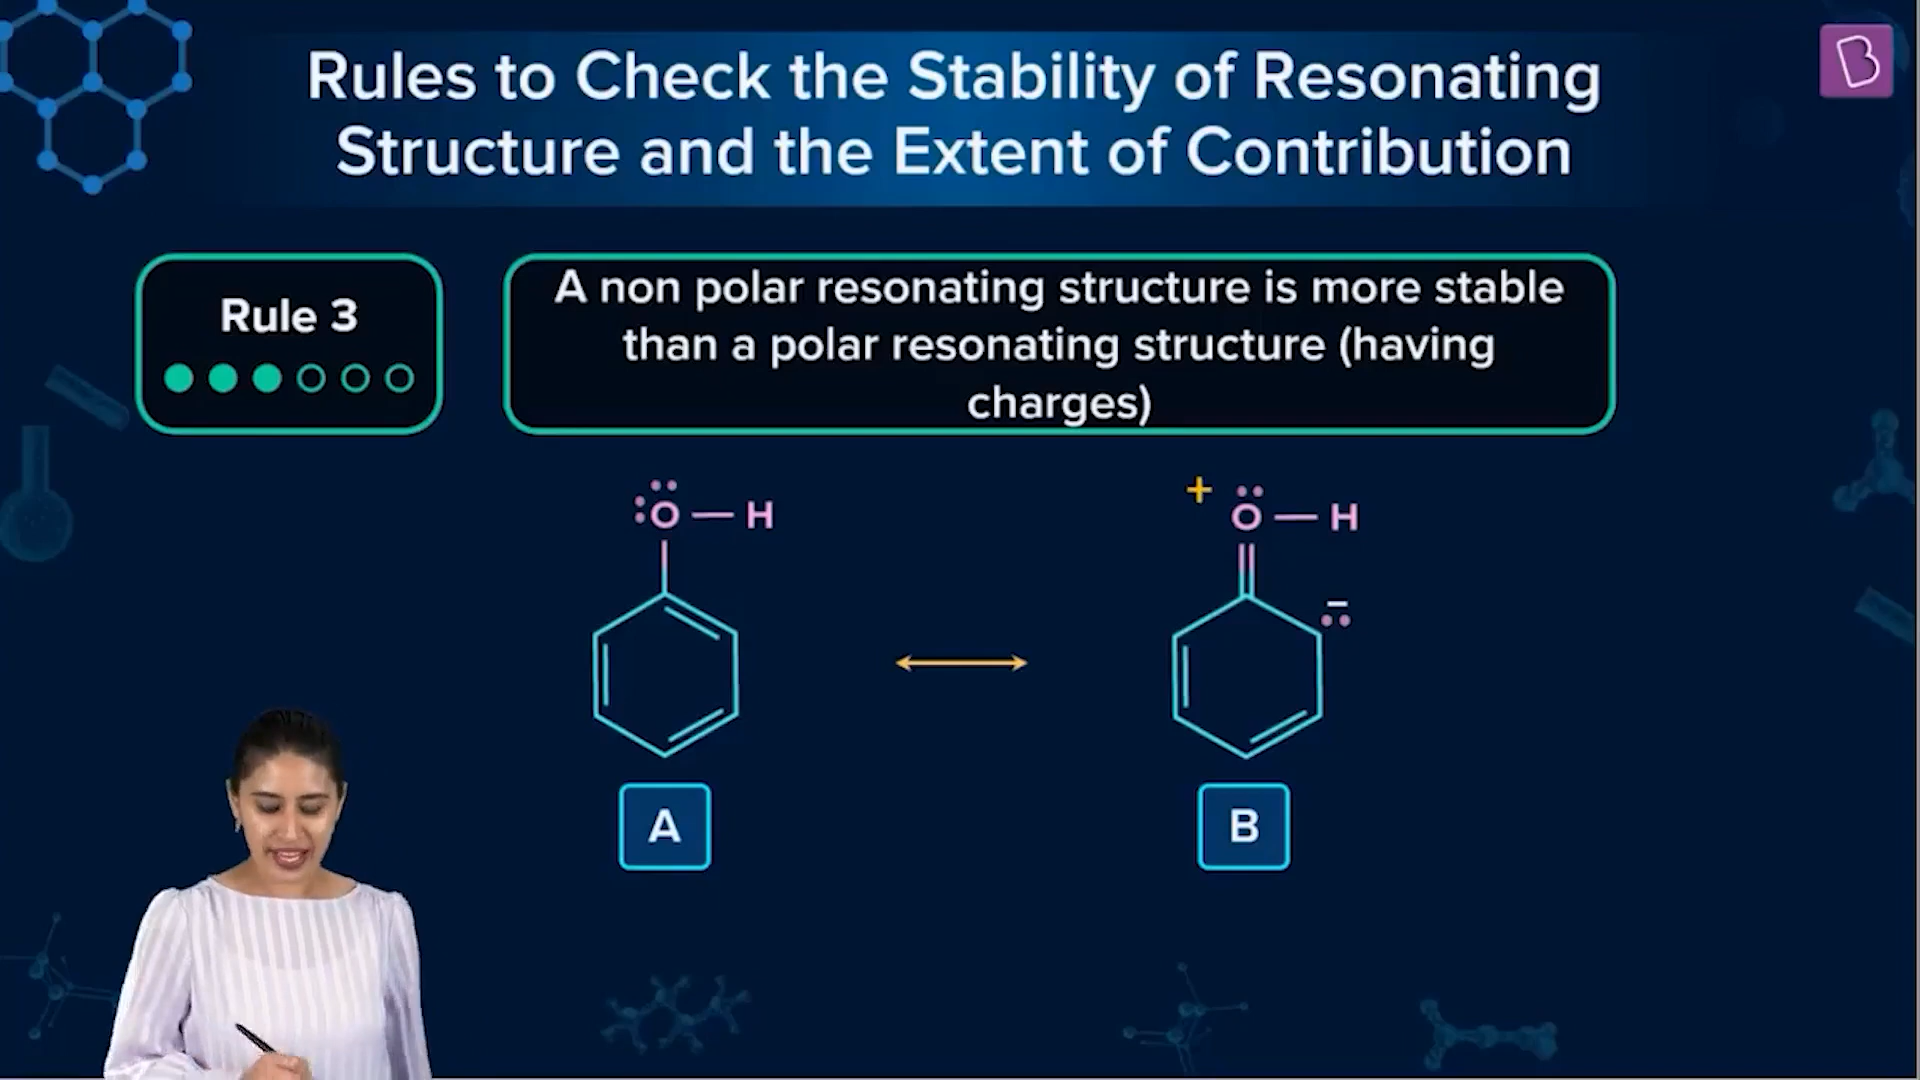 Rules to Check the Stability of Resonating
Structure and the Extent of Contribution
B
Rule 3
A non polar resonating structure is more stable
than a polar resonating structure (having
charges)
:O — H
+ O — H
−
A
B